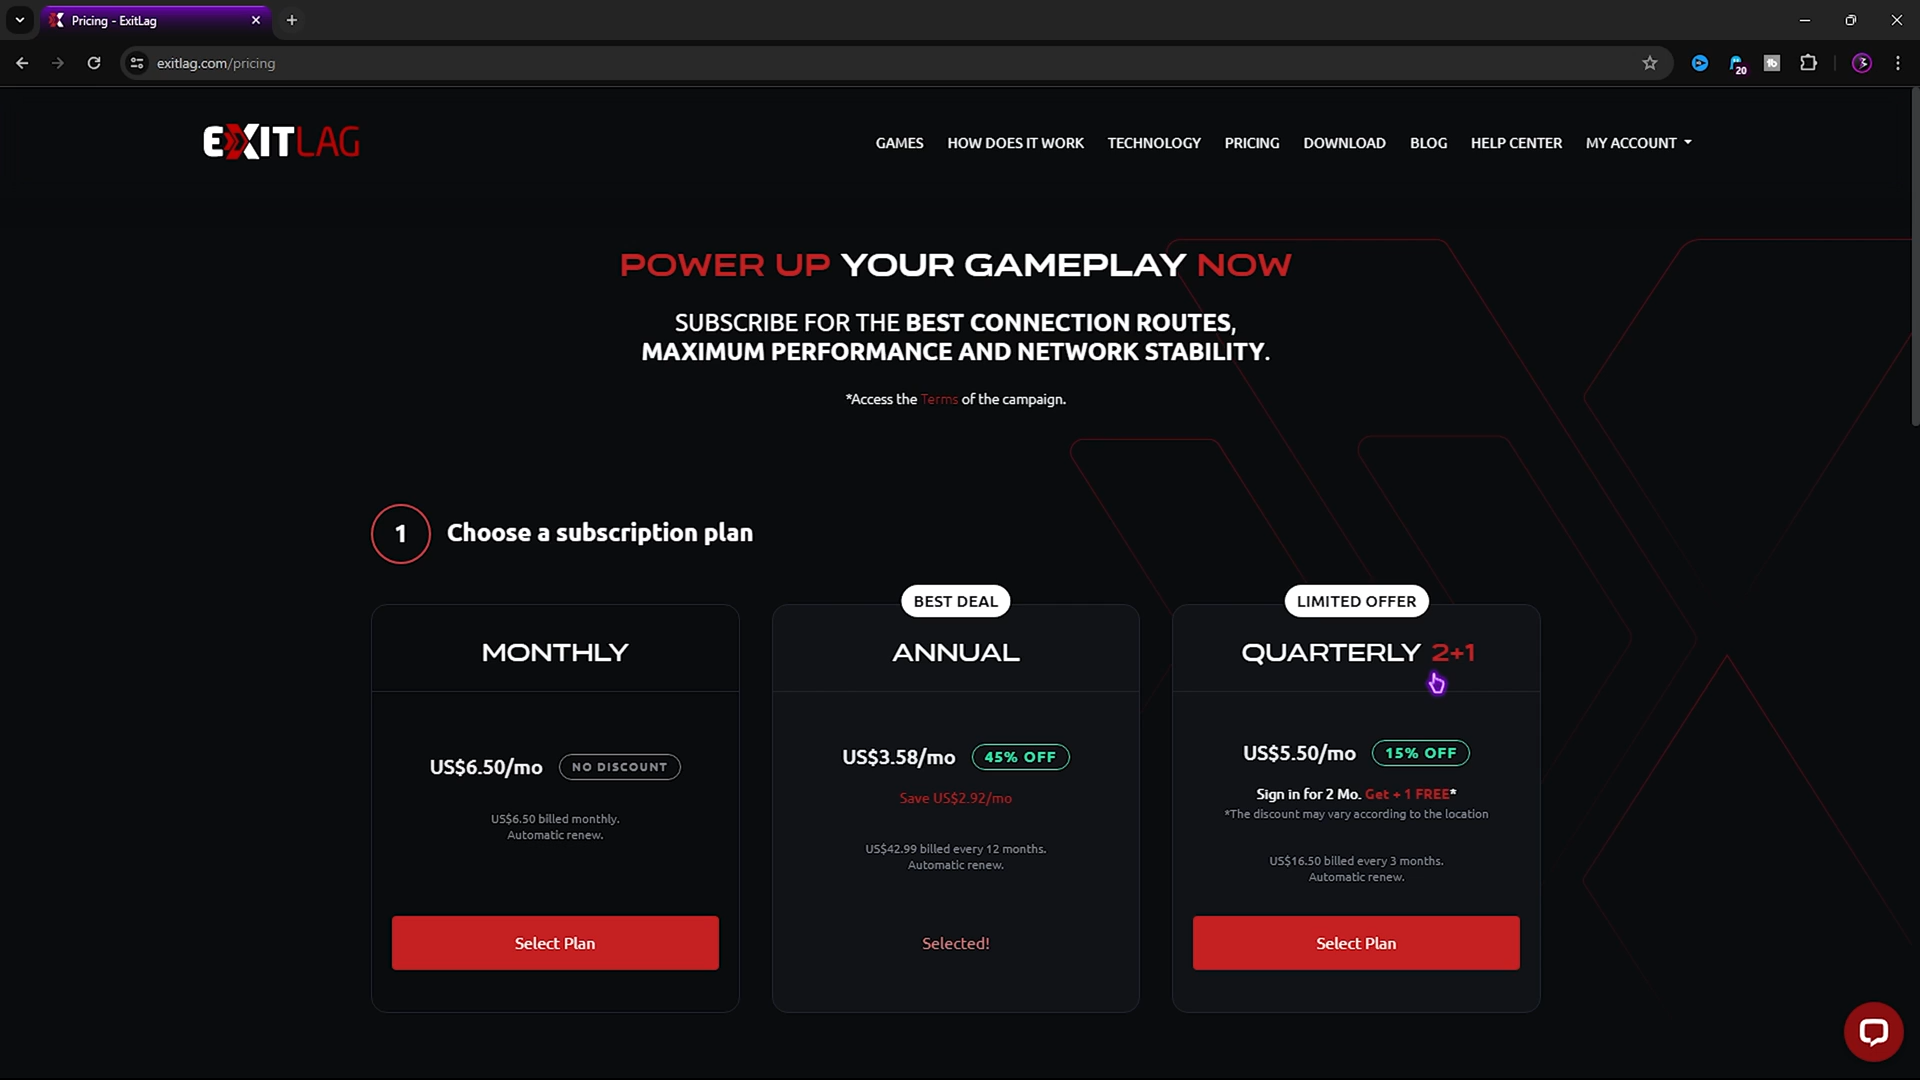 Pricing - ExitLag
exitlag.com/pricing
20
EXITLAG
GAMES HOW DOES IT WORK TECHNOLOGY PRICING DOWNLOAD BLOG HELP CENTER MY ACCOUNT
POWER UP YOUR GAMEPLAY NOW
SUBSCRIBE FOR THE BEST CONNECTION ROUTES,
MAXIMUM PERFORMANCE AND NETWORK STABILITY.
*Access the Terms of the campaign.
1 Choose a subscription plan
MONTHLY
US$6.50/mo NO DISCOUNT
US$6.50 billed monthly.
Automatic renew.
Select Plan
BEST DEAL
ANNUAL
US$3.58/mo 45% OFF
Save US$2.92/mo
US$42.99 billed every 12 months.
Automatic renew.
Selected!
LIMITED OFFER
QUARTERLY 2+1
US$5.50/mo 15% OFF
Sign in for 2 Mo. Get + 1 FREE*
*The discount may vary according to the location
US$16.50 billed every 3 months.
Automatic renew.
Select Plan